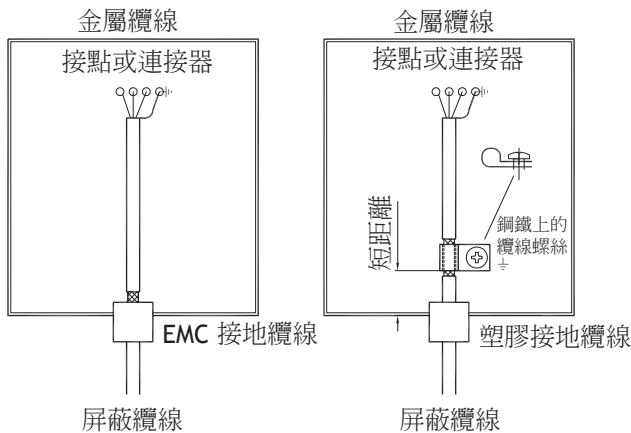 金屬纜線
接點或連接器
EMC 接地纜線
屏蔽纜線
金屬纜線
接點或連接器
短距離
鋼鐵上的
纜線螺絲
塑膠接地纜線
屏蔽纜線